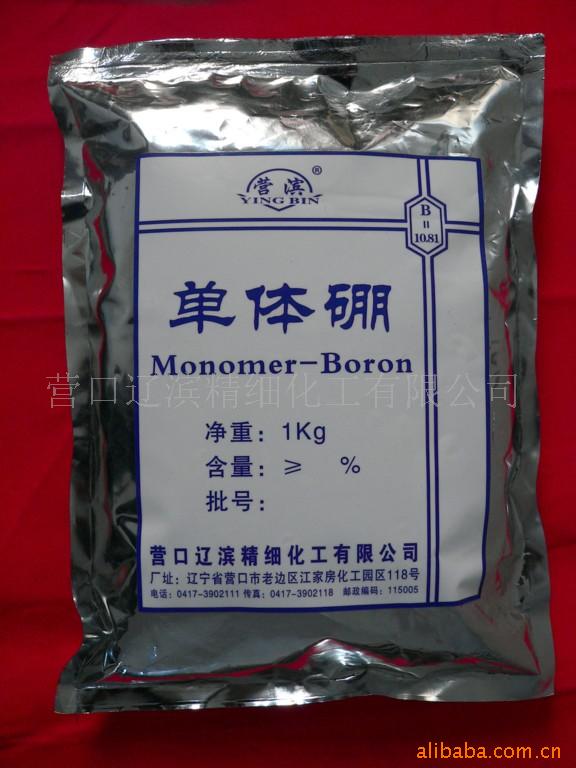 营滨®
YING BIN
B
=
10.81
单体硼
Monomer-Boron
营口辽滨精细化工有限公司
净重：1Kg
含量：≥ %
批号：
营口辽滨精细化工有限公司
厂址：辽宁省营口市老边区江家房化工园区118号
电话：0417-3902111 传真：0417-3902118 邮政编码：115005
alibaba.com.cn